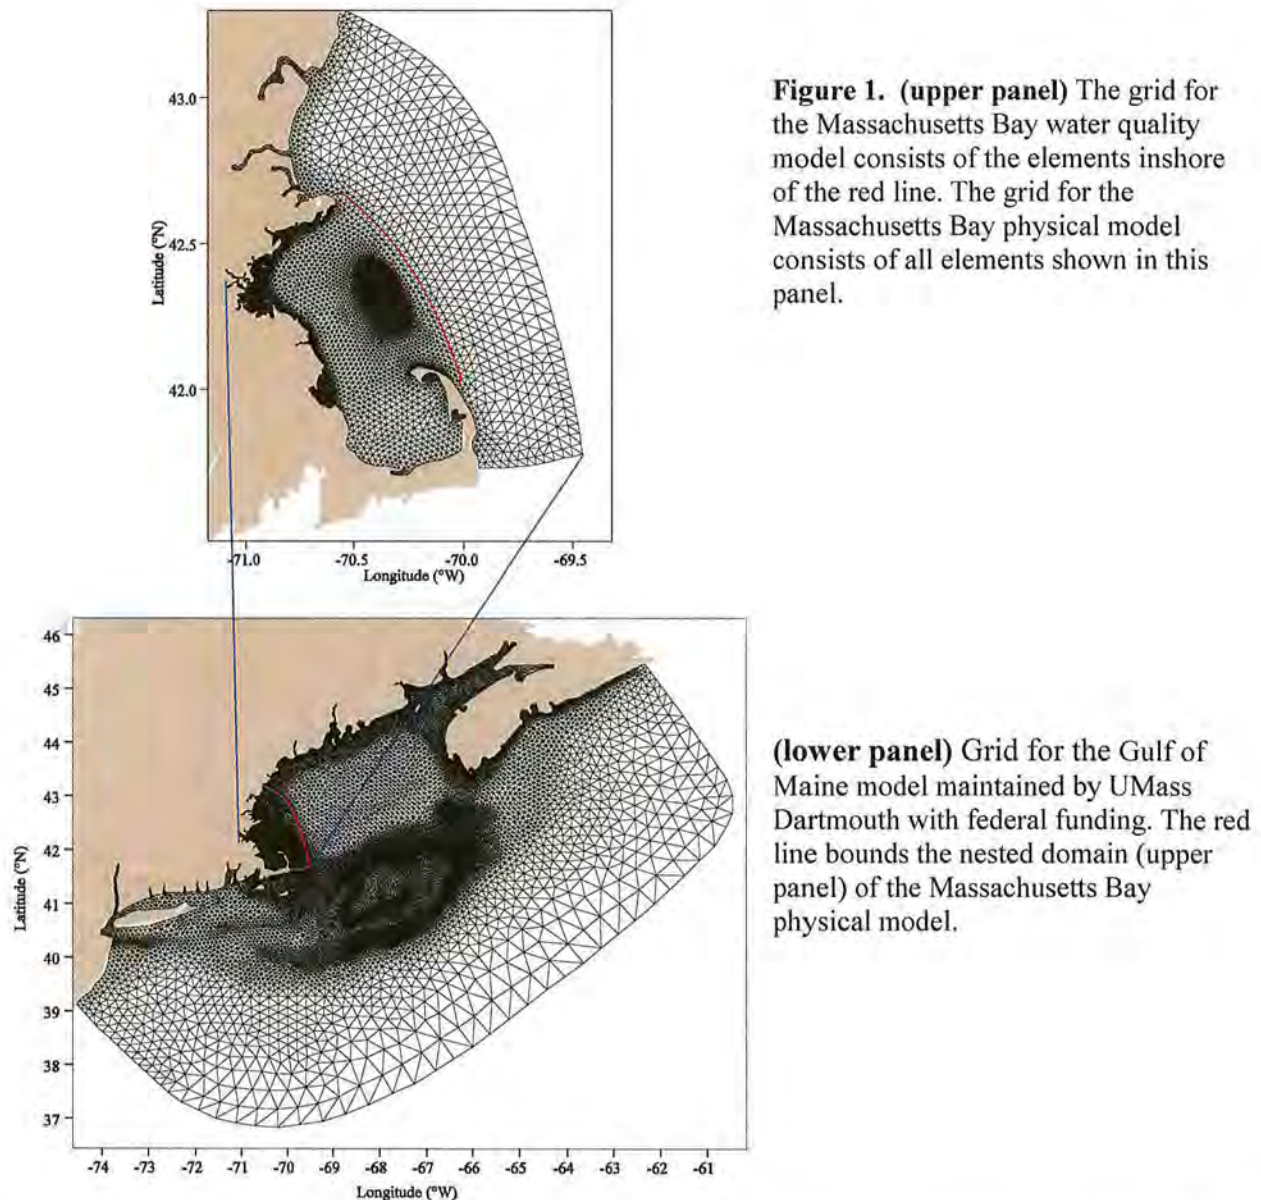 Figure 1. (upper panel) The grid for
the Massachusetts Bay water quality
model consists of the elements inshore
of the red line. The grid for the
Massachusetts Bay physical model
consists of all elements shown in this
panel.
43.0
42.5
42.0
Latitude (°N)
-71.0 -70.5 -70.0 -69.5
Longitude (°W)
(lower panel) Grid for the Gulf of
Maine model maintained by UMass
Dartmouth with federal funding. The red
line bounds the nested domain (upper
panel) of the Massachusetts Bay
physical model.
46
45
44
43
42
41
40
39
38
37
Latitude (°N)
-74 -73 -72 -71 -70 -69 -68 -67 -66 -65 -64 -63 -62 -61
Longitude (°W)